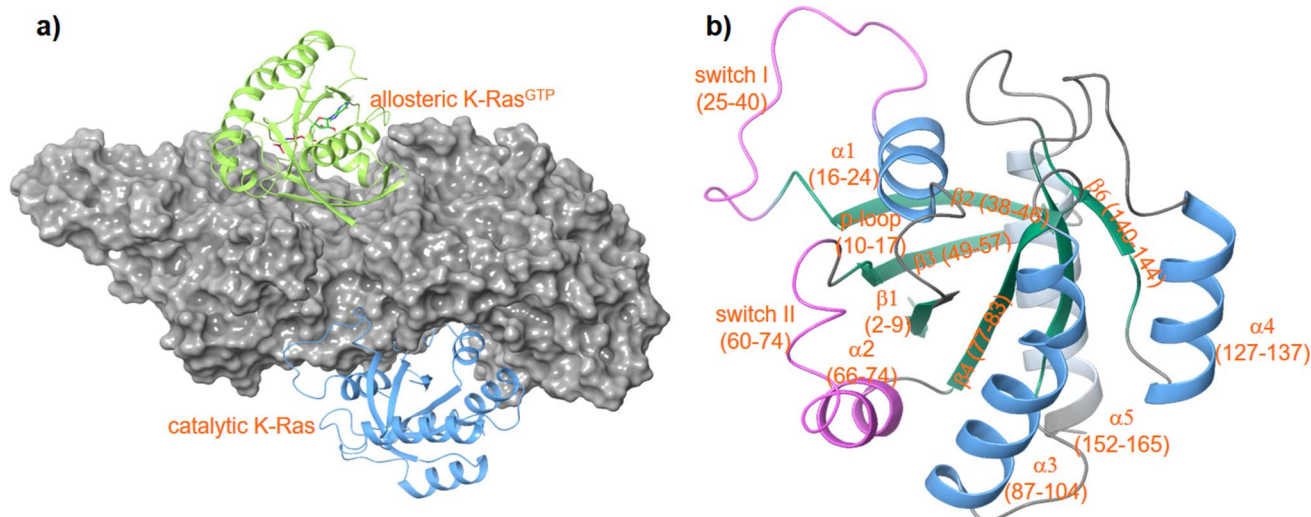 a)
allosteric K-Ras^GTP
catalytic K-Ras
b)
switch I
(25-40)
α1
(16-24)
β2 (38-46)
p-loop
(10-17)
β3 (49-57)
β6 (140-144)
β1
(2-9)
switch II
(60-74)
α2
(66-74)
β4 (77-83)
α4
(127-137)
α5
(152-165)
α3
(87-104)